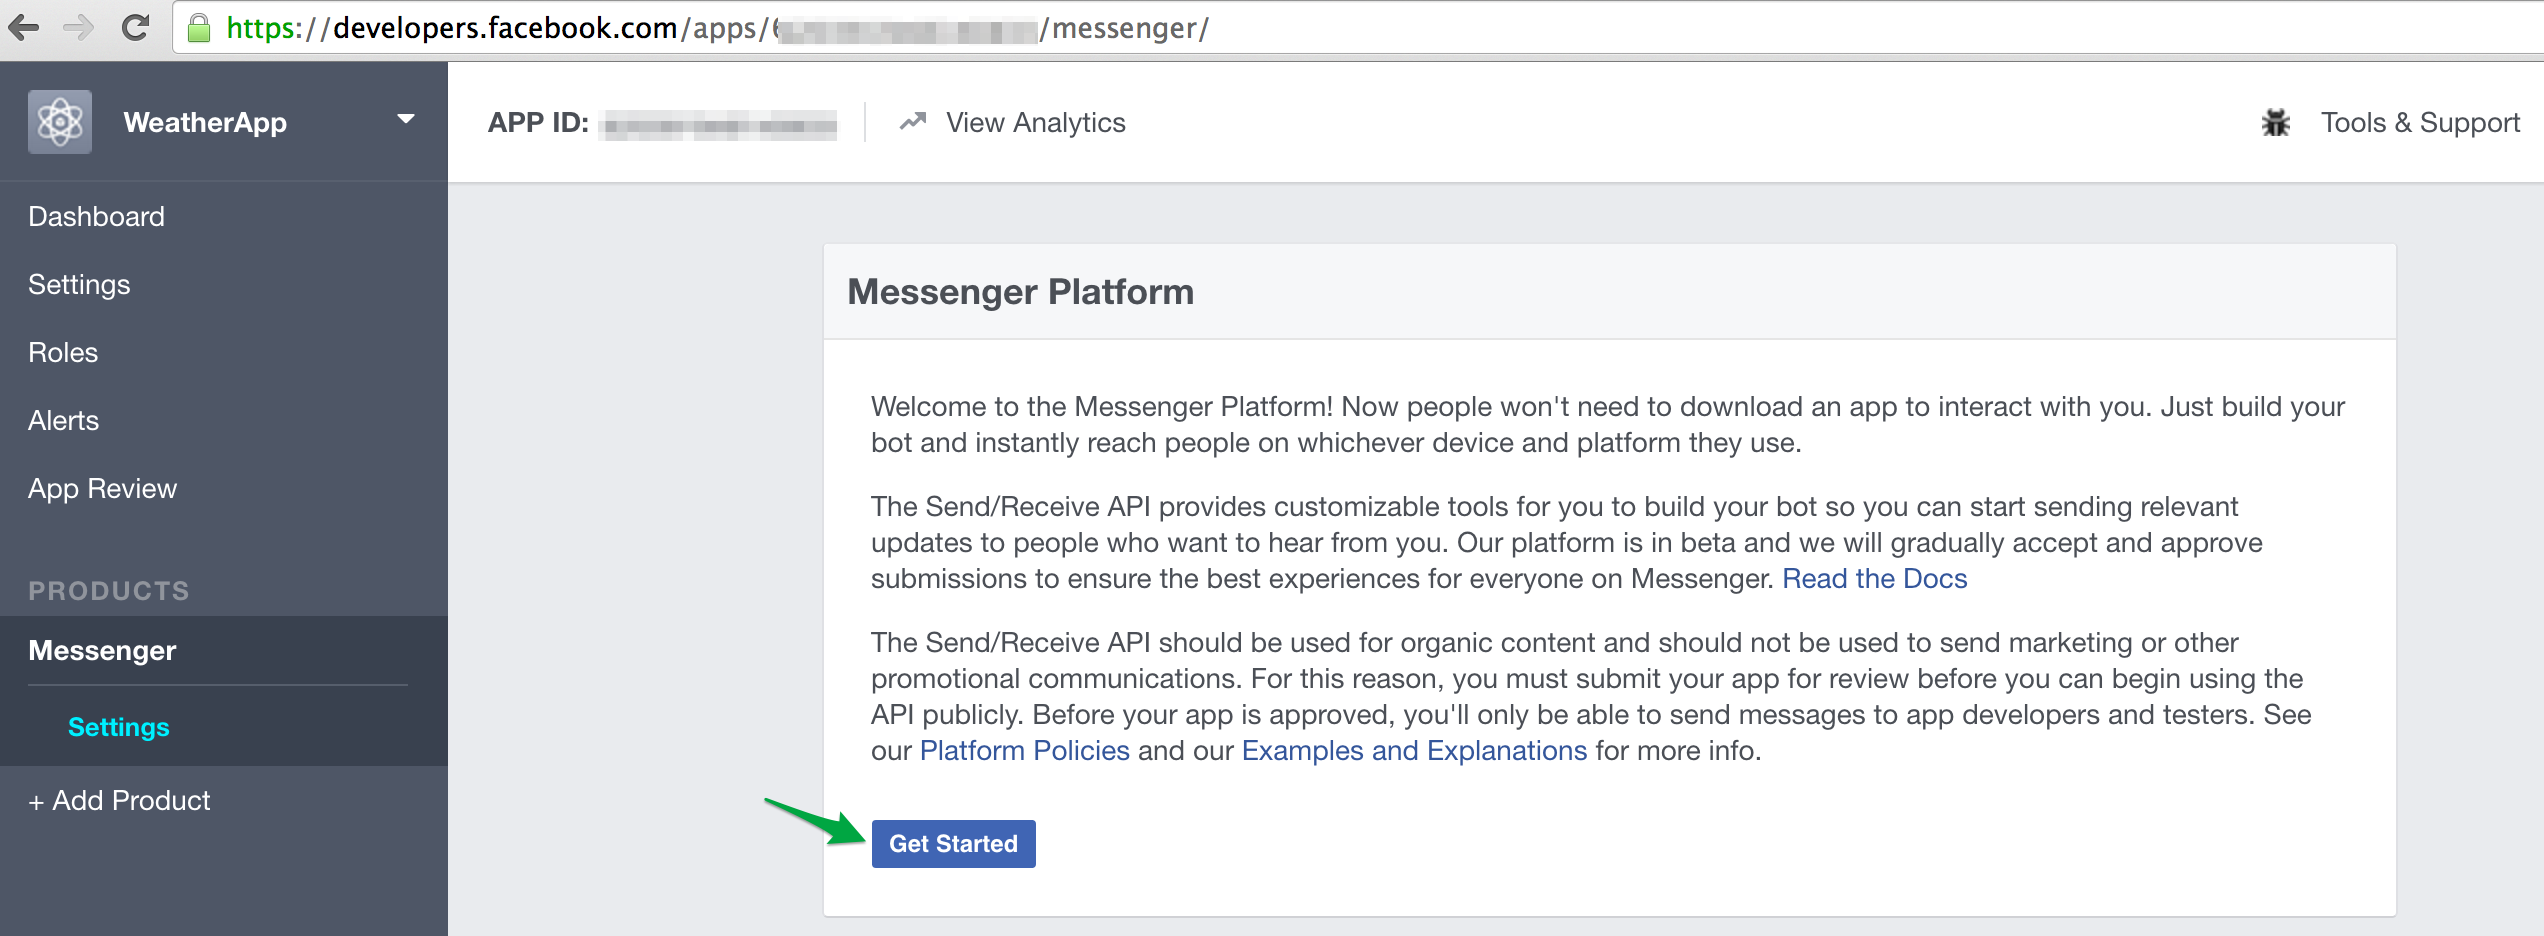 https://developers.facebook.com/apps/6 /messenger/
WeatherApp
APP ID:
View Analytics
Tools & Support
Dashboard
Settings
Roles
Alerts
App Review
PRODUCTS
Messenger
Settings
+ Add Product
Messenger Platform
Welcome to the Messenger Platform! Now people won't need to download an app to interact with you. Just build your
bot and instantly reach people on whichever device and platform they use.
The Send/Receive API provides customizable tools for you to build your bot so you can start sending relevant
updates to people who want to hear from you. Our platform is in beta and we will gradually accept and approve
submissions to ensure the best experiences for everyone on Messenger. Read the Docs
The Send/Receive API should be used for organic content and should not be used to send marketing or other
promotional communications. For this reason, you must submit your app for review before you can begin using the
API publicly. Before your app is approved, you'll only be able to send messages to app developers and testers. See
our Platform Policies and our Examples and Explanations for more info.
Get Started